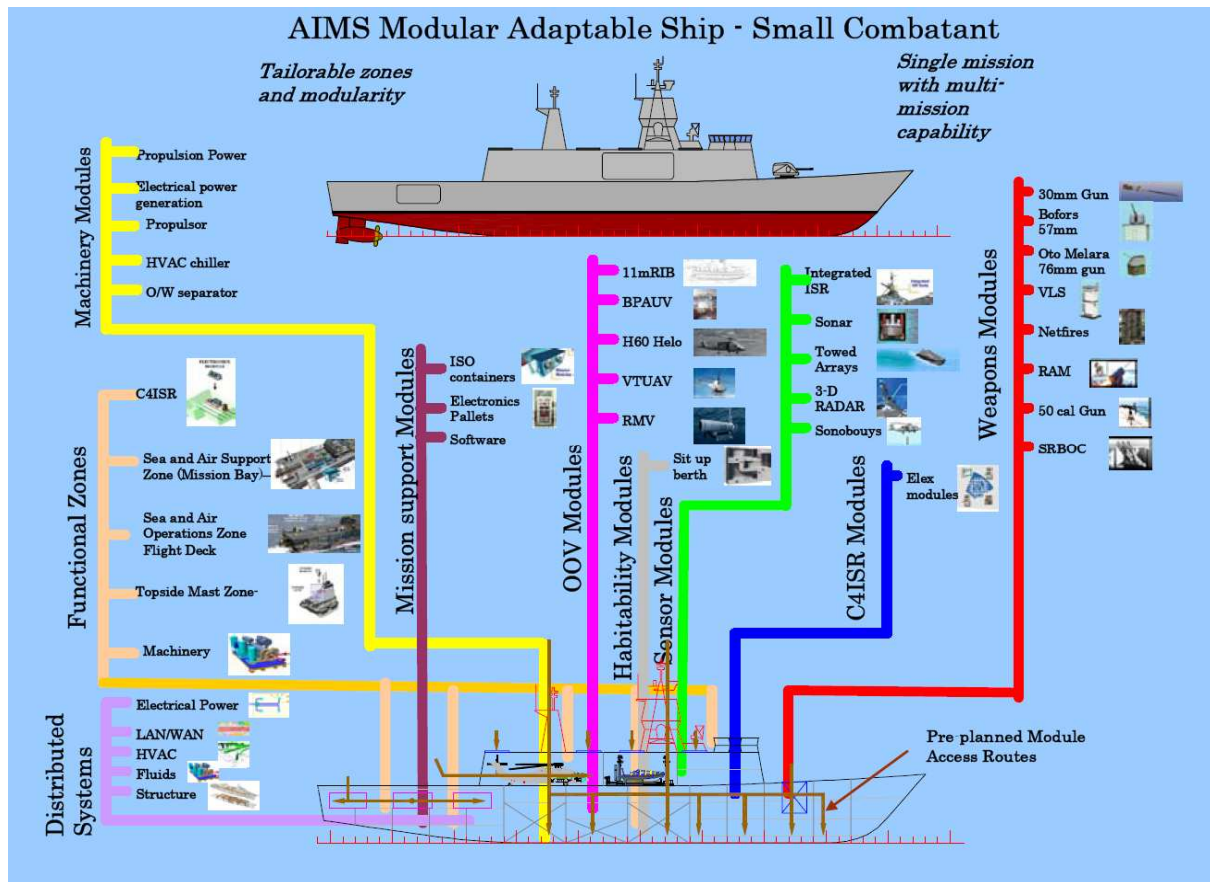 AIMS Modular Adaptable Ship - Small Combatant
Tailorable zones
and modularity
Single mission
with multi-
mission
capability
Machinery Modules
Propulsion Power
Electrical power
generation
Propulsor
HVAC chiller
O/W separator
Functional Zones
C4ISR
Sea and Air Support
Zone (Mission Bay)
Sea and Air
Operations Zone
Flight Deck
Topside Mast Zone-
Machinery
Distributed
Systems
Electrical Power
LAN/WAN
HVAC
Fluids
Structure
Mission support Modules
ISO
containers
Electronics
Pallets
Software
OOV Modules
11mRIB
BPAUV
H60 Helo
VTUAV
RMV
Habitability Modules
Sit up
berth
Sensor Modules
Integrated
ISR
Sonar
Towed
Arrays
3-D
RADAR
Sonobouys
C4ISR Modules
Elex
modules
Weapons Modules
30mm Gun
Bofors
57mm
Oto Melara
76mm gun
VLS
Netfires
RAM
50 cal Gun
SRBOC
Pre-planned Module
Access Routes